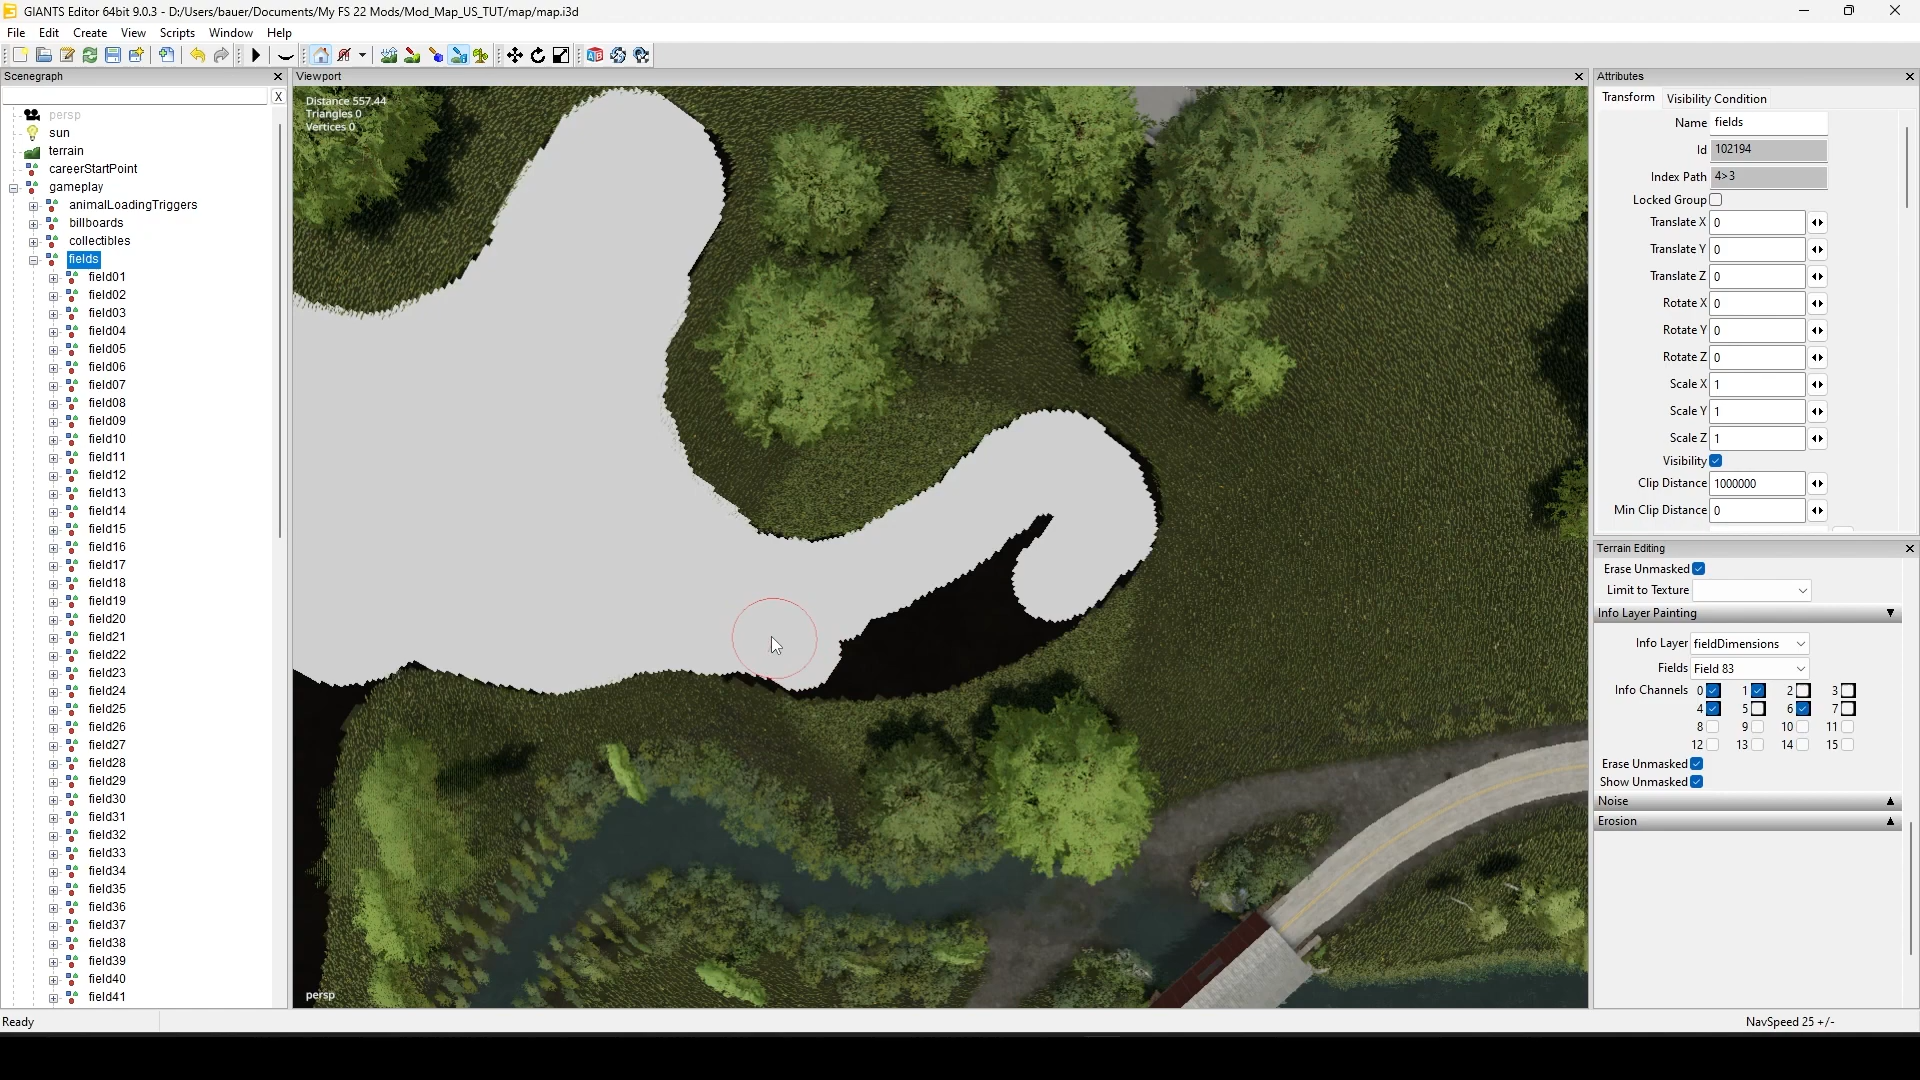 GIANTS Editor 64bit 9.0.3 - D:/Users/bauer/Documents/My FS 22 Mods/Mod_Map_US_TUT/map/map.i3d
File Edit Create View Scripts Window Help
Scenegraph
X
persp
sun
terrain
careerStartPoint
gameplay
animalLoadingTriggers
billboards
collectibles
fields
field01
field02
field03
field04
field05
field06
field07
field08
field09
field10
field11
field12
field13
field14
field15
field16
field17
field18
field19
field20
field21
field22
field23
field24
field25
field26
field27
field28
field29
field30
field31
field32
field33
field34
field35
field36
field37
field38
field39
field40
field41
Viewport
Distance 557.44
Triangles 0
Vertices 0
persp
Attributes
Transform Visibility Condition
Name fields
Id 102194
Index Path 4>3
Locked Group
Translate X 0
Translate Y 0
Translate Z 0
Rotate X 0
Rotate Y 0
Rotate Z 0
Scale X 1
Scale Y 1
Scale Z 1
Visibility
Clip Distance 1000000
Min Clip Distance 0
Terrain Editing
Erase Unmasked
Limit to Texture
Info Layer Painting
Info Layer fieldDimensions
Fields Field 83
Info Channels 0 1 2 3
4 5 6 7
8 9 10 11
12 13 14 15
Erase Unmasked
Show Unmasked
Noise
Erosion
Ready
NavSpeed 25 +/-